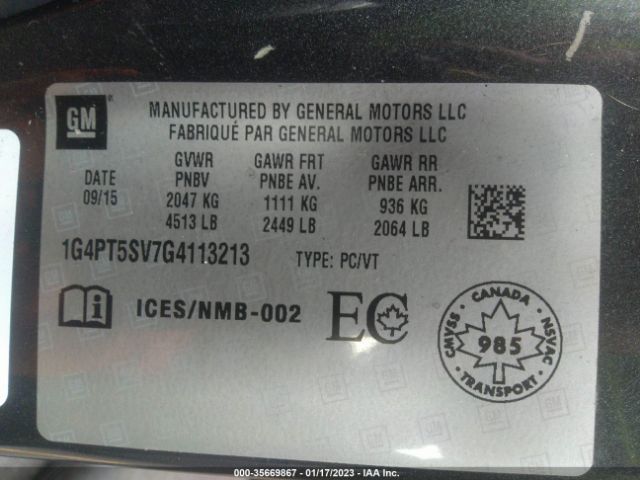 GM
MANUFACTURED BY GENERAL MOTORS LLC
FABRIQUÉ PAR GENERAL MOTORS LLC
DATE
09/15
GVWR
PNBV
2047 KG
4513 LB
GAWR FRT
PNBE AV.
1111 KG
2449 LB
GAWR RR
PNBE ARR.
936 KG
2064 LB
1G4PT5SV7G4113213 TYPE: PC/VT
i ICES/NMB-002 EC
CANADA
CMVSS
NSVAC
985
TRANSPORT
000-35669867 - 01/17/2023 - IAA Inc.